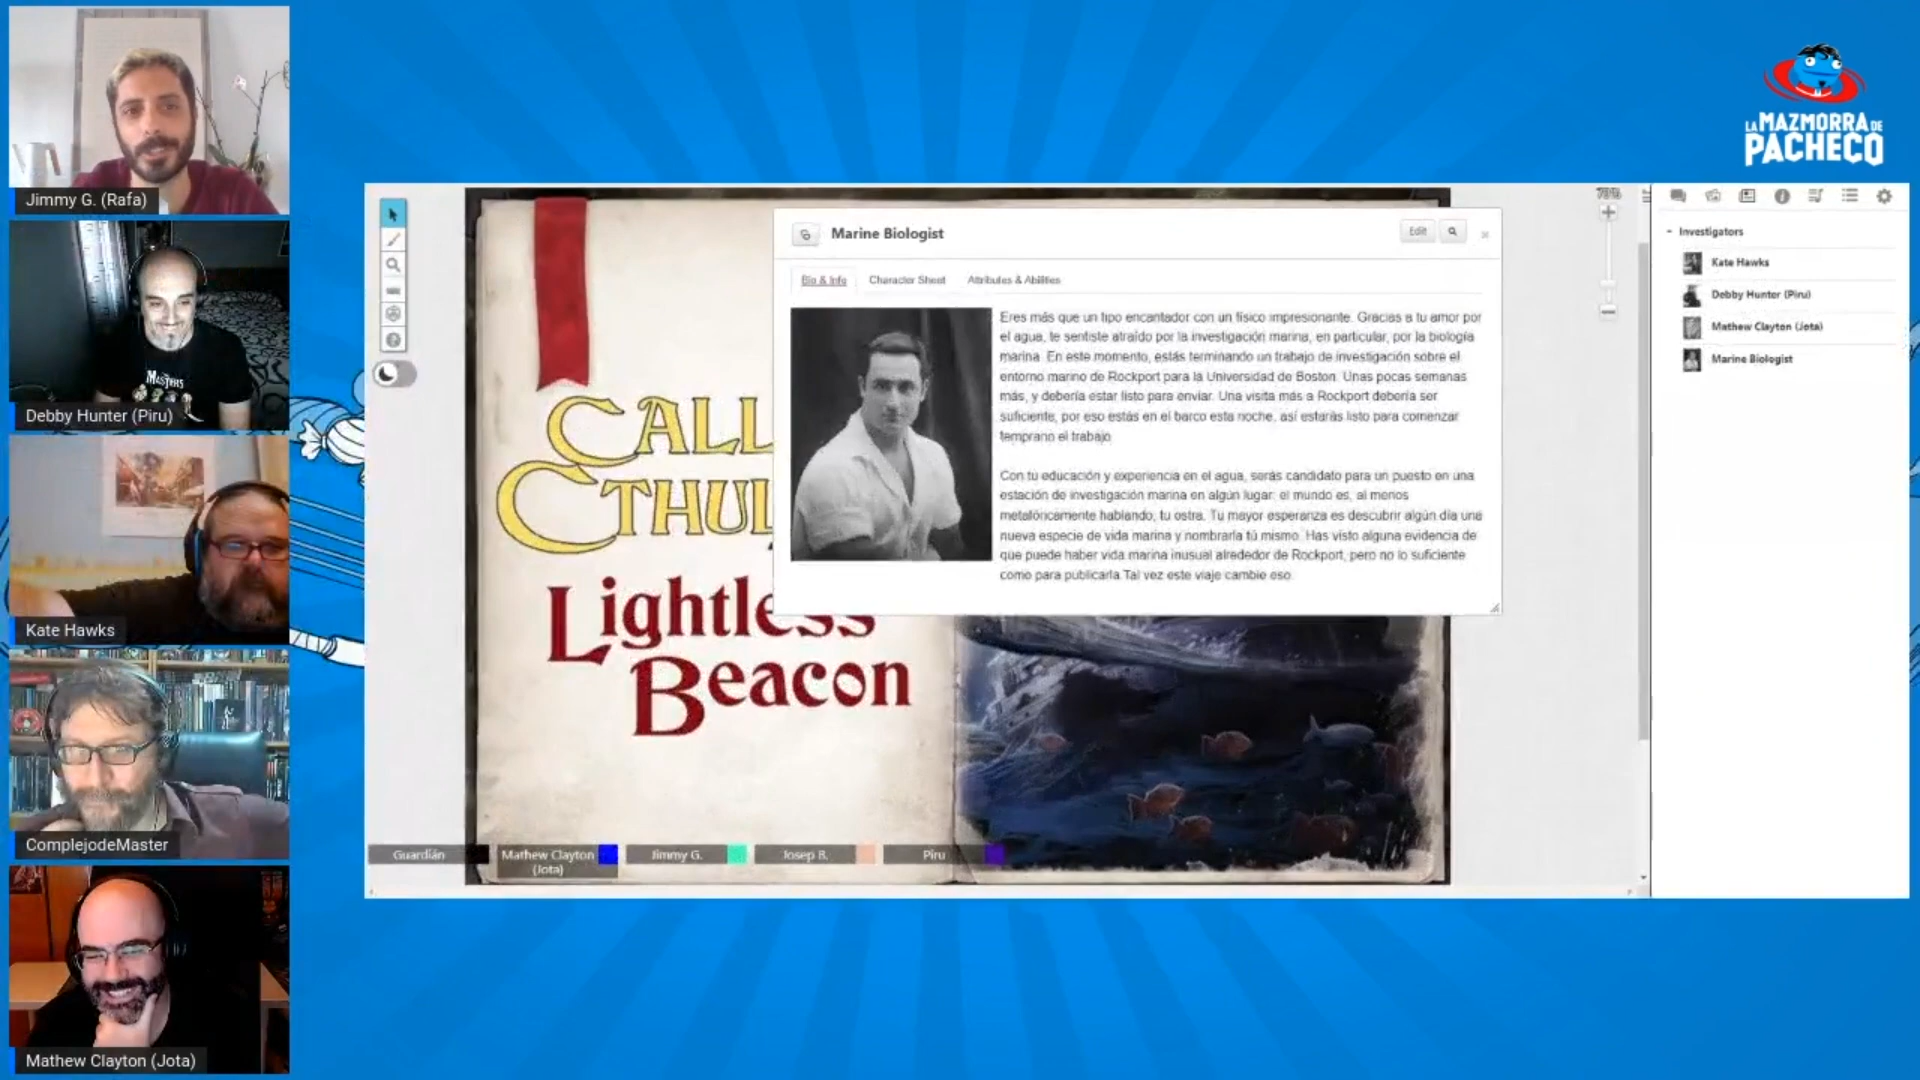 Jimmy G. (Rafa)
Debby Hunter (Piru)
MASTERS
Kate Hawks
ComplejodeMaster
Mathew Clayton (Jota)
LA MAZMORRA DE
PACHECO
Marine Biologist
Edit
Bio & Info
Character Sheet
Attributes & Abilities
Eres más que un tipo encantador con un físico impresionante. Gracias a tu amor por
el agua, te sentiste atraído por la investigación marina, en particular, por la biología
marina. En este momento, estás terminando un trabajo de investigación sobre el
entorno marino de Rockport para la Universidad de Boston. Unas pocas semanas
más, y debería estar listo para enviar. Una visita más a Rockport debería ser
suficiente, por eso estás en el barco esta noche, así estarás listo para comenzar
temprano el trabajo.
Con tu educación y experiencia en el agua, serás candidato para un puesto en una
estación de investigación marina en algún lugar: el mundo es, al menos
metafóricamente hablando, tu ostra. Tu mayor esperanza es descubrir algún día una
nueva especie de vida marina y nombrarla tú mismo. Has visto alguna evidencia de
que puede haber vida marina inusual alrededor de Rockport, pero no lo suficiente
como para publicarla.Tal vez este viaje cambie eso.
CALL
CTHUL
Lightless
Beacon
Guardián
Mathew Clayton
(Jota)
Jimmy G.
Josep B.
Piru
Investigators
Kate Hawks
Debby Hunter (Piru)
Mathew Clayton (Jota)
Marine Biologist